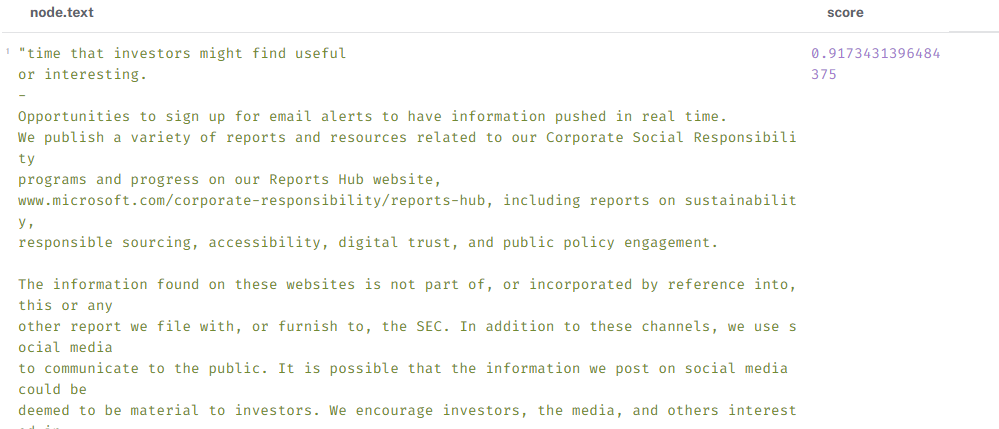 node.text score
1 "time that investors might find useful 0.9173431396484
or interesting. 375
-
Opportunities to sign up for email alerts to have information pushed in real time.
We publish a variety of reports and resources related to our Corporate Social Responsibili
ty
programs and progress on our Reports Hub website,
www.microsoft.com/corporate-responsibility/reports-hub, including reports on sustainabilit
y,
responsible sourcing, accessibility, digital trust, and public policy engagement.
The information found on these websites is not part of, or incorporated by reference into,
this or any
other report we file with, or furnish to, the SEC. In addition to these channels, we use s
ocial media
to communicate to the public. It is possible that the information we post on social media
could be
deemed to be material to investors. We encourage investors, the media, and others interest